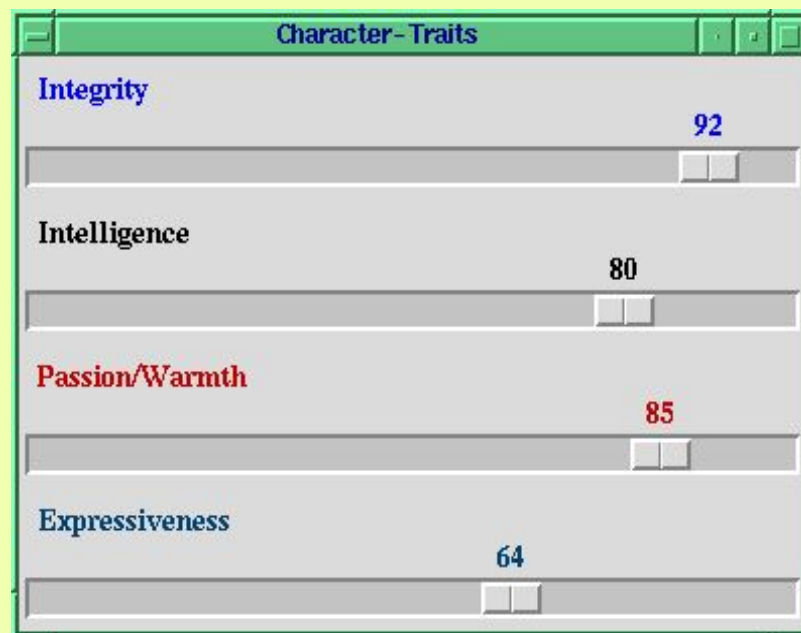 Character-Traits
Integrity
92
Intelligence
80
Passion/Warmth
85
Expressiveness
64